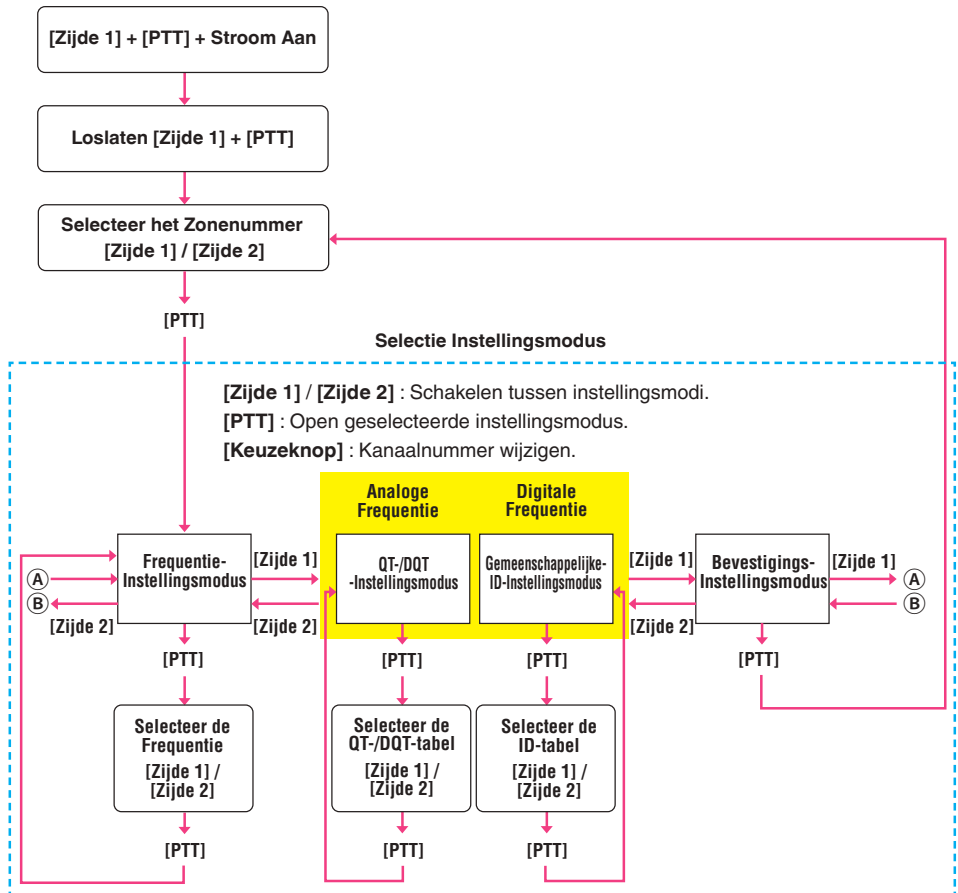 [Zijde 1] + [PTT] + Stroom Aan
Loslaten [Zijde 1] + [PTT]
Selecteer het Zonenummer
[Zijde 1] / [Zijde 2]
[PTT]
Selectie Instellingsmodus
[Zijde 1] / [Zijde 2] : Schakelen tussen instellingsmodi.
[PTT] : Open geselecteerde instellingsmodus.
[Keuzeknop] : Kanaalnummer wijzigen.
Analoge
Frequentie
Digitale
Frequentie
A
B
[Zijde 2]
Frequentie-
Instellingsmodus
[Zijde 1]
[Zijde 2]
QT-/DQT
-Instellingsmodus
Gemeenschappelijke-
ID-Instellingsmodus
[Zijde 1]
[Zijde 2]
Bevestigings-
Instellingsmodus
[Zijde 1]
A
B
[PTT]
[PTT]
[PTT]
[PTT]
Selecteer de
Frequentie
[Zijde 1] /
[Zijde 2]
Selecteer de
QT-/DQT-tabel
[Zijde 1] /
[Zijde 2]
Selecteer de
ID-tabel
[Zijde 1] /
[Zijde 2]
[PTT]
[PTT]
[PTT]